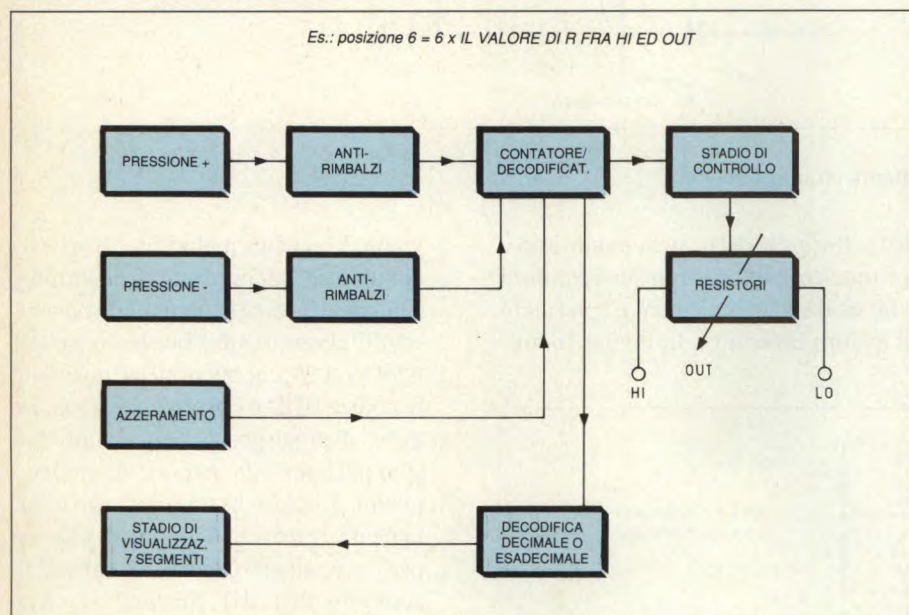 Es.: posizione 6 = 6 x IL VALORE DI R FRA HI ED OUT
PRESSIONE +
ANTI-
RIMBALZI
CONTATORE/
DECODIFICAT.
STADIO DI
CONTROLLO
PRESSIONE -
ANTI-
RIMBALZI
RESISTORI
OUT
HI
LO
AZZERAMENTO
STADIO DI
VISUALIZZAZ.
7 SEGMENTI
DECODIFICA
DECIMALE O
ESADECIMALE